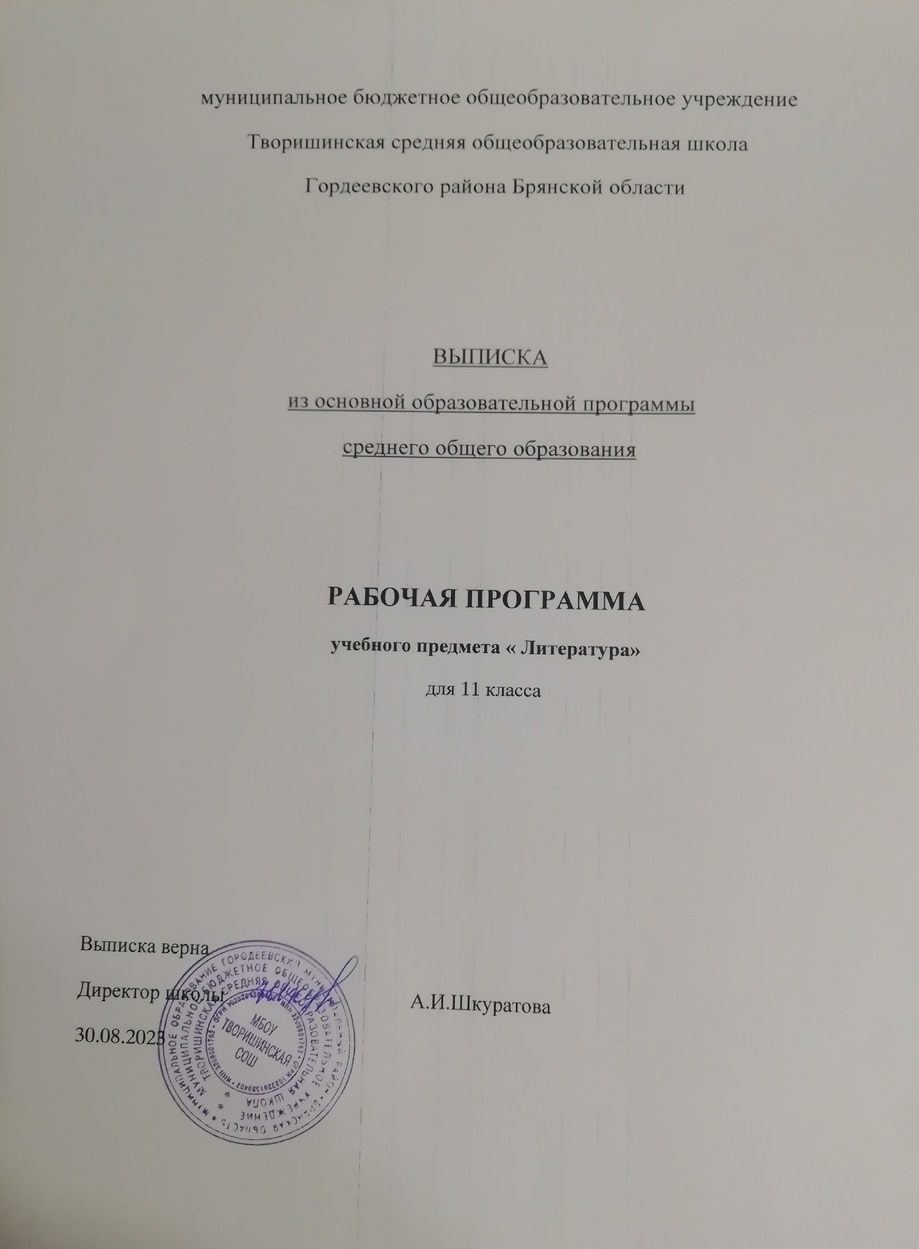 муниципальное бюджетное общеобразовательное учреждение
Творишинская средняя общеобразовательная школа
Гордеевского района Брянской области
ВЫПИСКА
из основной образовательной программы
среднего общего образования
РАБОЧАЯ ПРОГРАММА
учебного предмета « Литература»
для 11 класса
Выписка верна
Директор школы
А.И.Шкуратова
30.08.2023
МБОУ
ТВОРИШИНСКАЯ
СОШ